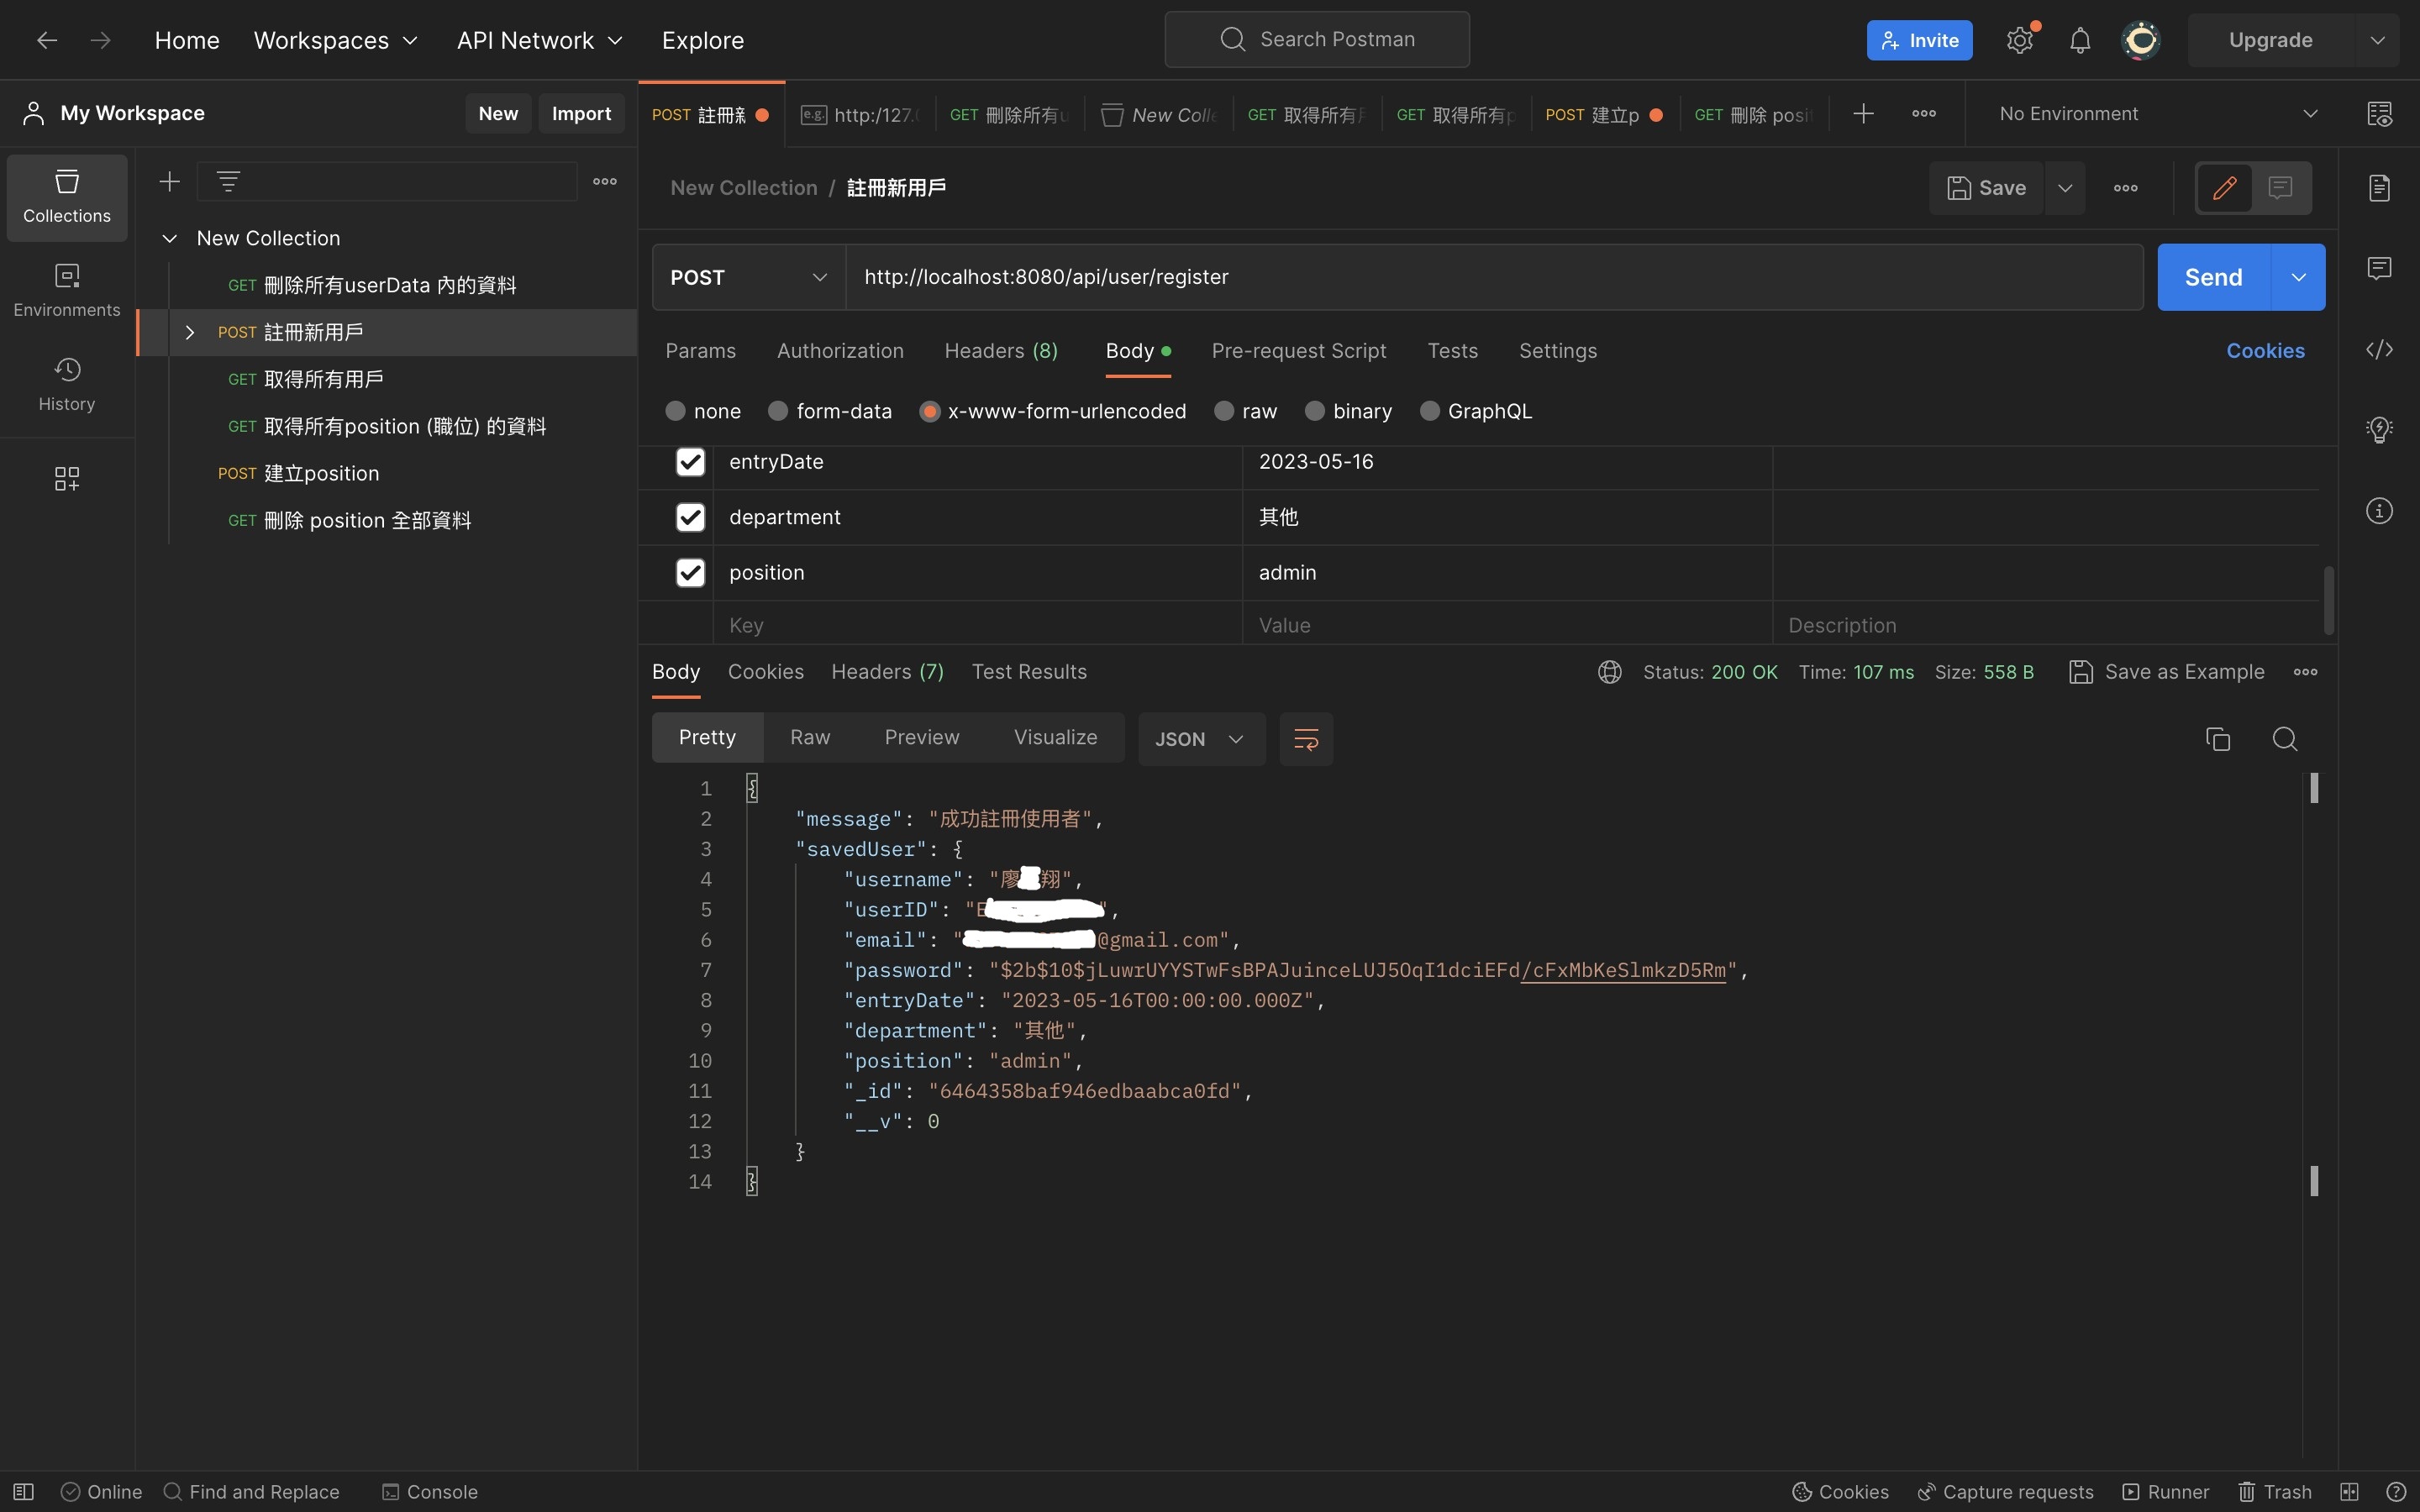 Home Workspaces API Network Explore Search Postman Invite Upgrade
My Workspace New Import
POST 註冊新 e.g. http:/127. GET 刪除所有u New Colle GET 取得所有用 GET 取得所有p POST 建立p GET 刪除 posit No Environment
Collections
Environments
History
New Collection
GET 刪除所有userData 內的資料
POST 註冊新用戶
GET 取得所有用戶
GET 取得所有position (職位) 的資料
POST 建立position
GET 刪除 position 全部資料
New Collection / 註冊新用戶 Save
POST http://localhost:8080/api/user/register Send
Params Authorization Headers (8) Body Pre-request Script Tests Settings Cookies
none form-data x-www-form-urlencoded raw binary GraphQL
entryDate 2023-05-16
department 其他
position admin
Key Value Description
Body Cookies Headers (7) Test Results Status: 200 OK Time: 107 ms Size: 558 B Save as Example
Pretty Raw Preview Visualize JSON
1 {
2 "message": "成功註冊使用者",
3 "savedUser": {
4 "username": "廖翔",
5 "userID": "E",
6 "email": "@gmail.com",
7 "password": "$2b$10$jLuwrUYYSTwFsBPAJuinceLUJ5OqI1dciEFd/cFxMbKeSlmkzD5Rm",
8 "entryDate": "2023-05-16T00:00:00.000Z",
9 "department": "其他",
10 "position": "admin",
11 "_id": "6464358baf946edbaabca0fd",
12 "__v": 0
13 }
14 }
Online Find and Replace Console Cookies Capture requests Runner Trash